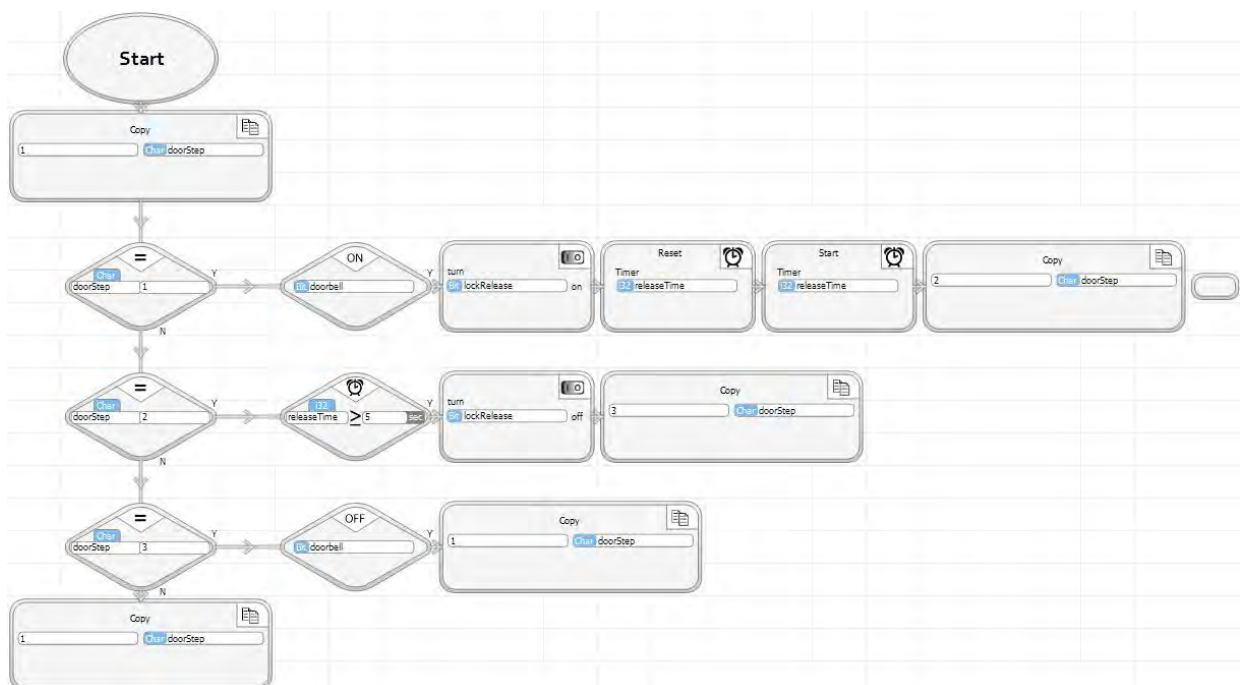 Start
Copy
1 Char doorStep
=
Char
doorStep 1
Y
N
ON
Bit doorbell
Y
turn
Bit lockRelease on
Reset
Timer
i32 releaseTime
Start
Timer
i32 releaseTime
Copy
2 Char doorStep
=
Char
doorStep 2
Y
N
i32
releaseTime ≥ 5 sec
Y
turn
Bit lockRelease off
Copy
3 Char doorStep
=
Char
doorStep 3
Y
N
OFF
Bit doorbell
Y
Copy
1 Char doorStep
Copy
1 Char doorStep